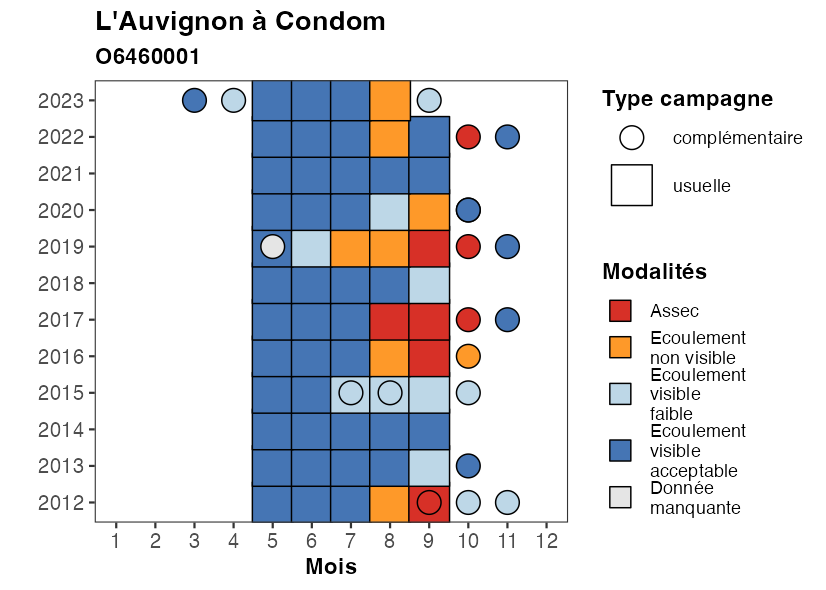 L'Auvignon à Condom
O6460001
2023
2022
2021
2020
2019
2018
2017
2016
2015
2014
2013
2012
1 2 3 4 5 6 7 8 9 10 11 12
Mois
Type campagne
complémentaire
usuelle
Modalités
Assec
Ecoulement
non visible
Ecoulement
visible
faible
Ecoulement
visible
acceptable
Donnée
manquante